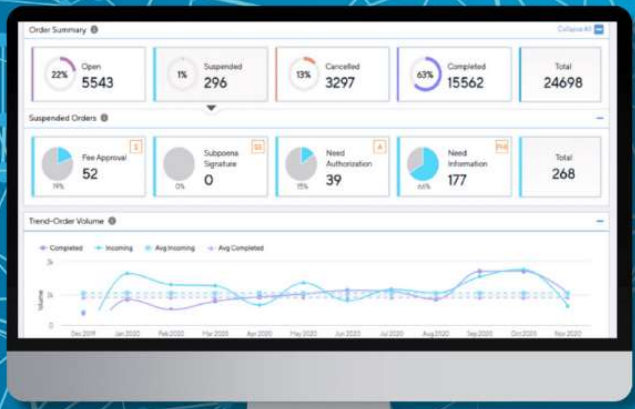 Order Summary
Collapse All
22%
Open
5543
1%
Suspended
296
13%
Cancelled
3297
63%
Completed
15562
Total
24698
Suspended Orders
19%
Fee Approval
52
0%
Subpoena
Signature
0
15%
Need
Authorization
39
A
66%
Need
Information
177
Total
268
Trend-Order Volume
Completed
Incoming
Avg Incoming
Avg Completed
Volume
0
Dec 2019
Jan 2020
Feb 2020
Mar 2020
Apr 2020
May 2020
Jun 2020
Jul 2020
Aug 2020
Sep 2020
Oct 2020
Nov 2020